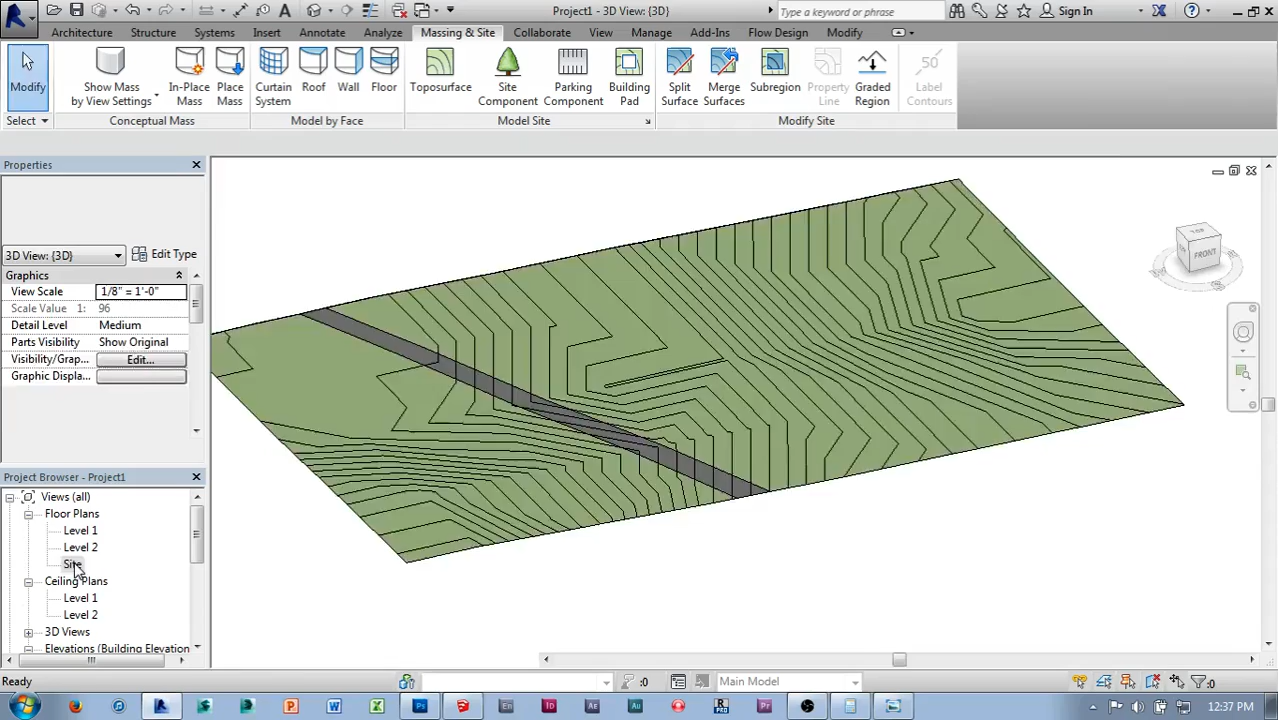 Project1 - 3D View: {3D}
Type a keyword or phrase
Sign In
Architecture Structure Systems Insert Annotate Analyze Massing & Site Collaborate View Manage Add-Ins Flow Design Modify
Modify
Show Mass
by View Settings
In-Place
Mass
Place
Mass
Curtain
System
Roof
Wall
Floor
Toposurface
Site
Component
Parking
Component
Building
Pad
Split
Surface
Merge
Surfaces
Subregion
Property
Line
Graded
Region
50
Label
Contours
Select
Conceptual Mass
Model by Face
Model Site
Modify Site
Properties
3D View: {3D}
Edit Type
Graphics
View Scale 1/8" = 1'-0"
Scale Value 1: 96
Detail Level Medium
Parts Visibility Show Original
Visibility/Grap... Edit...
Graphic Displa...
Project Browser - Project1
Views (all)
Floor Plans
Level 1
Level 2
Site
Ceiling Plans
Level 1
Level 2
3D Views
Elevations (Building Elevation
TOP
FRONT
Ready
:0
Main Model
:0
12:37 PM